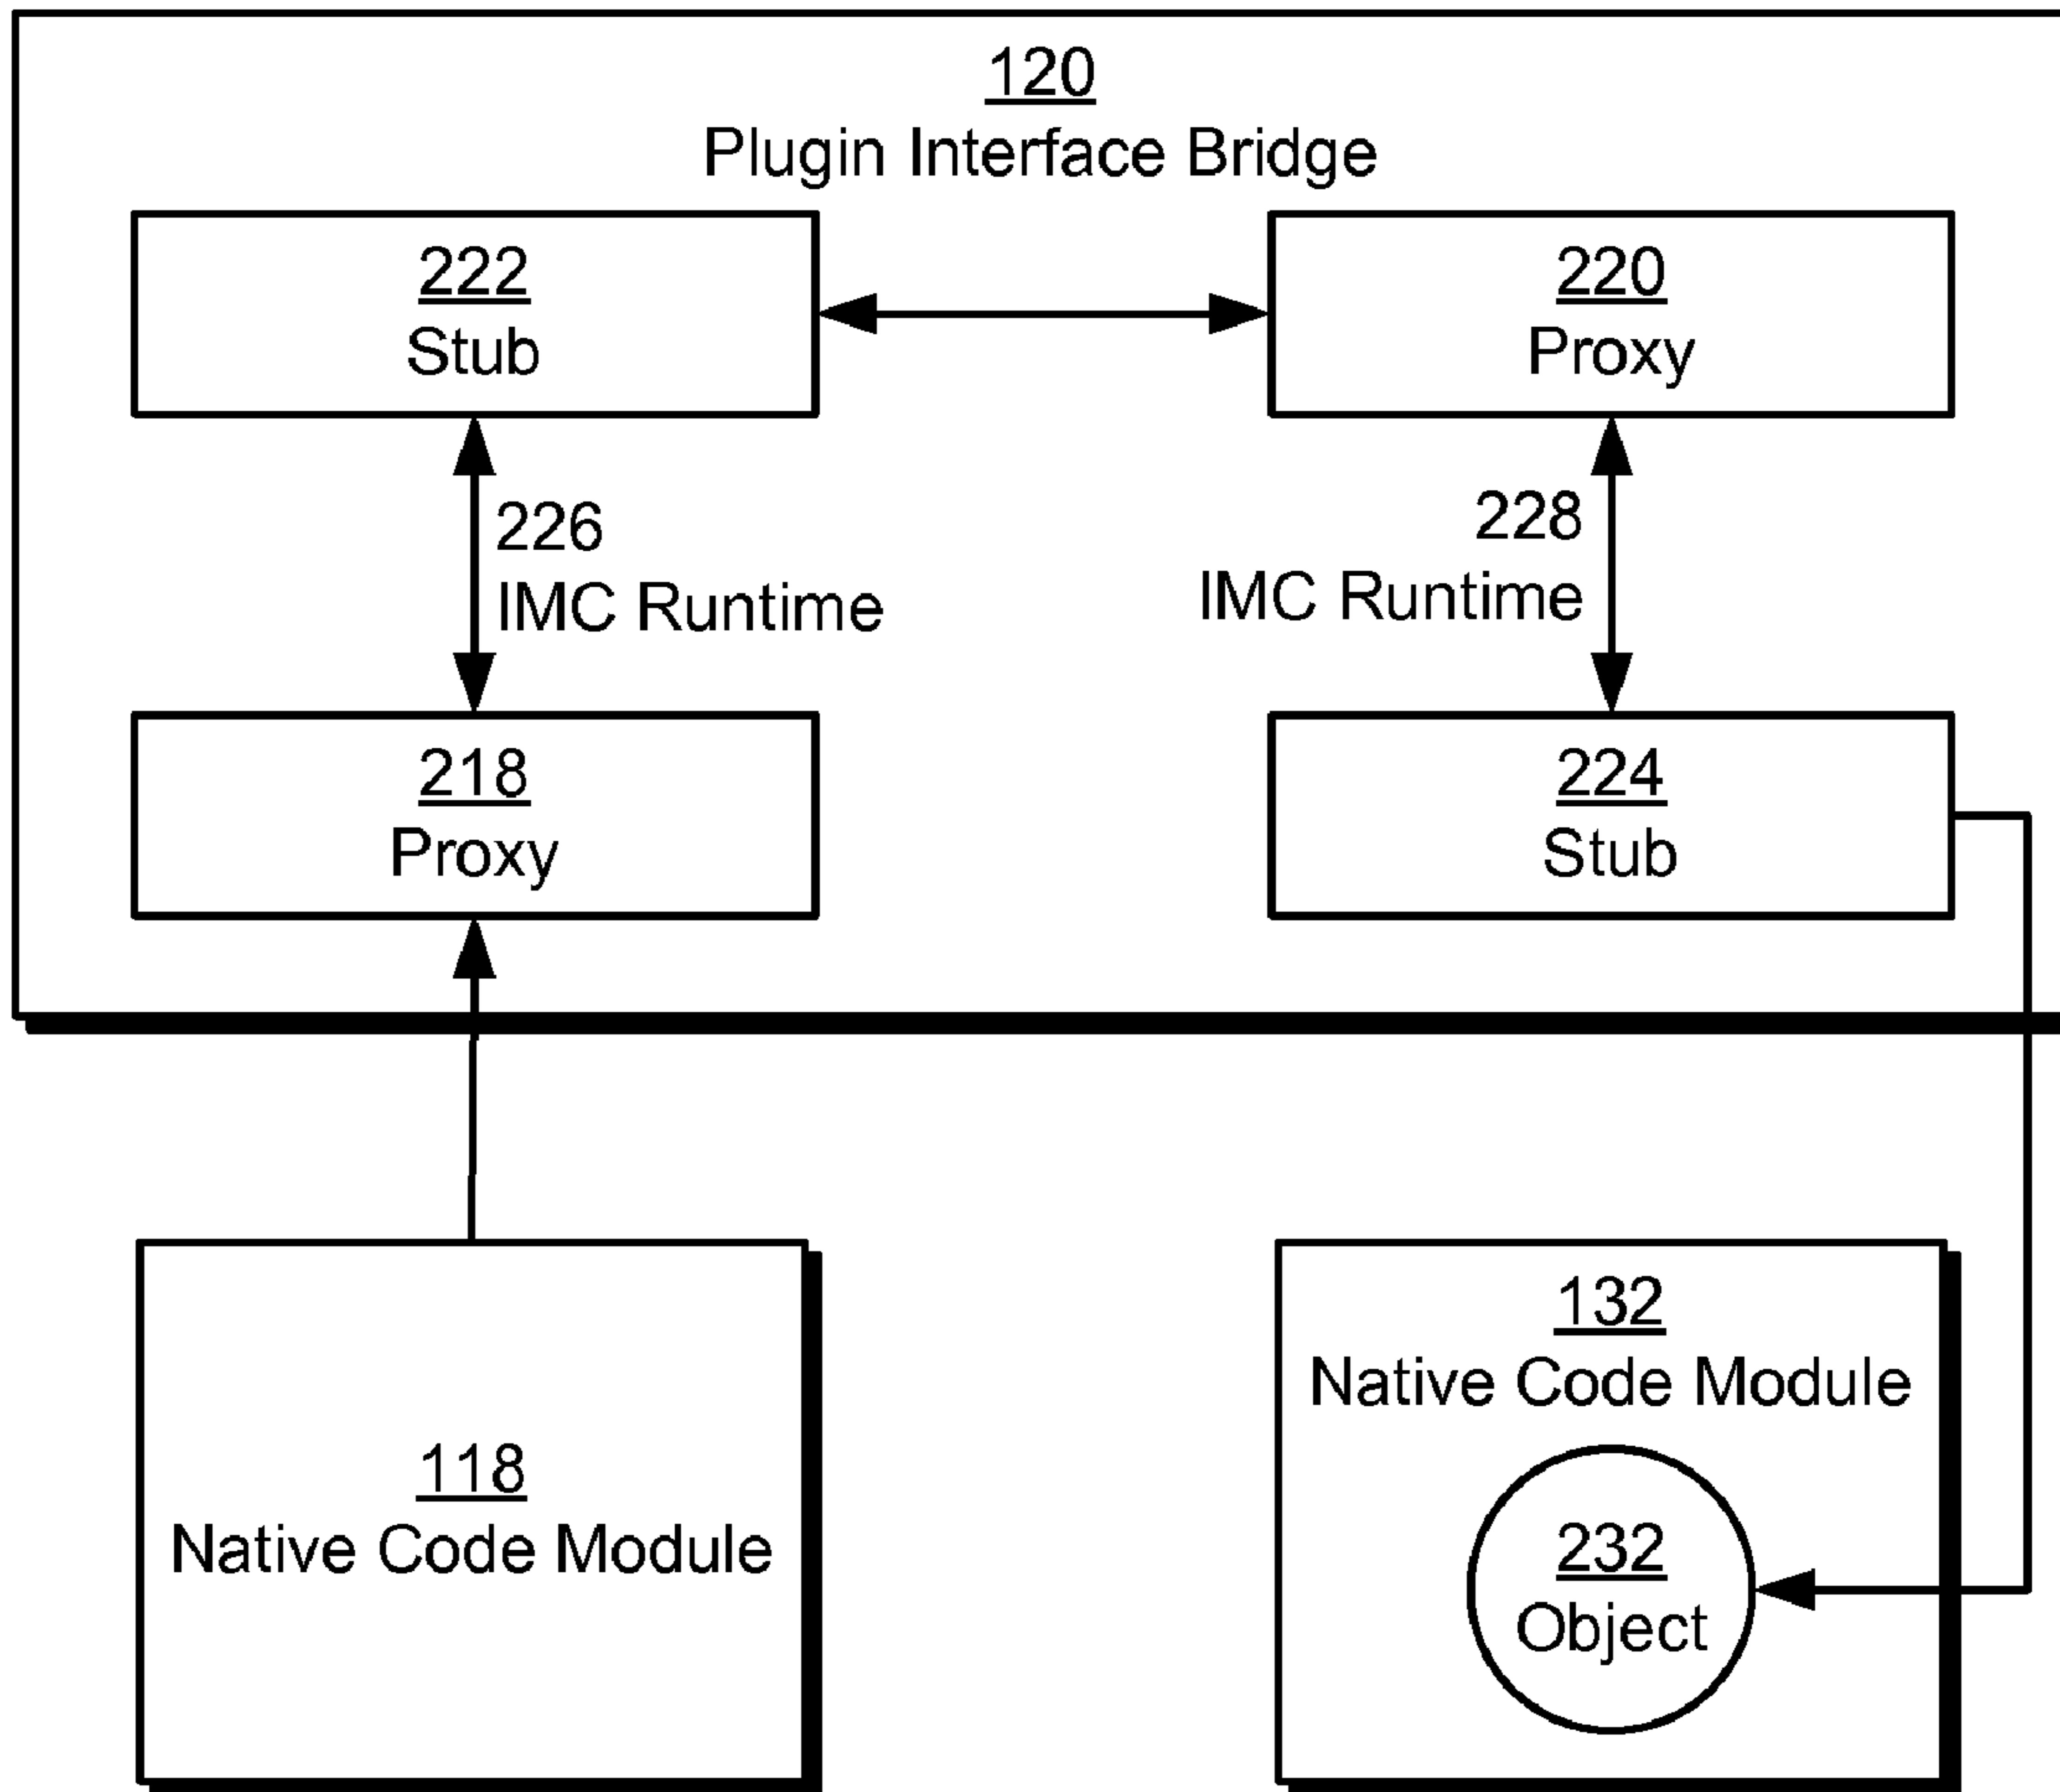 120
Plugin Interface Bridge
222
Stub
220
Proxy
226
IMC Runtime
228
IMC Runtime
218
Proxy
224
Stub
118
Native Code Module
132
Native Code Module
232
Object